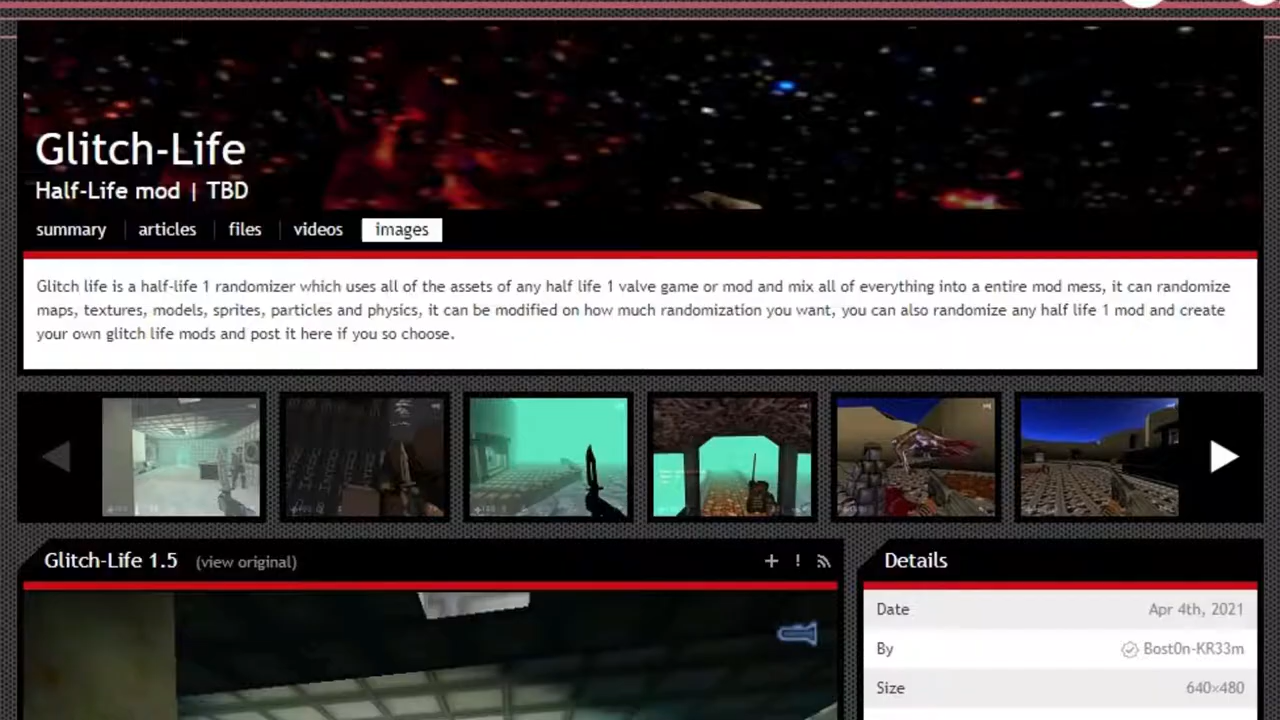 Glitch-Life
Half-Life mod | TBD
summary articles files videos images
Glitch life is a half-life 1 randomizer which uses all of the assets of any half life 1 valve game or mod and mix all of everything into a entire mod mess, it can randomize
maps, textures, models, sprites, particles and physics, it can be modified on how much randomization you want, you can also randomize any half life 1 mod and create
your own glitch life mods and post it here if you so choose.
Glitch-Life 1.5 (view original)
Details
Date Apr 4th, 2021
By Bost0n-KR33m
Size 640×480